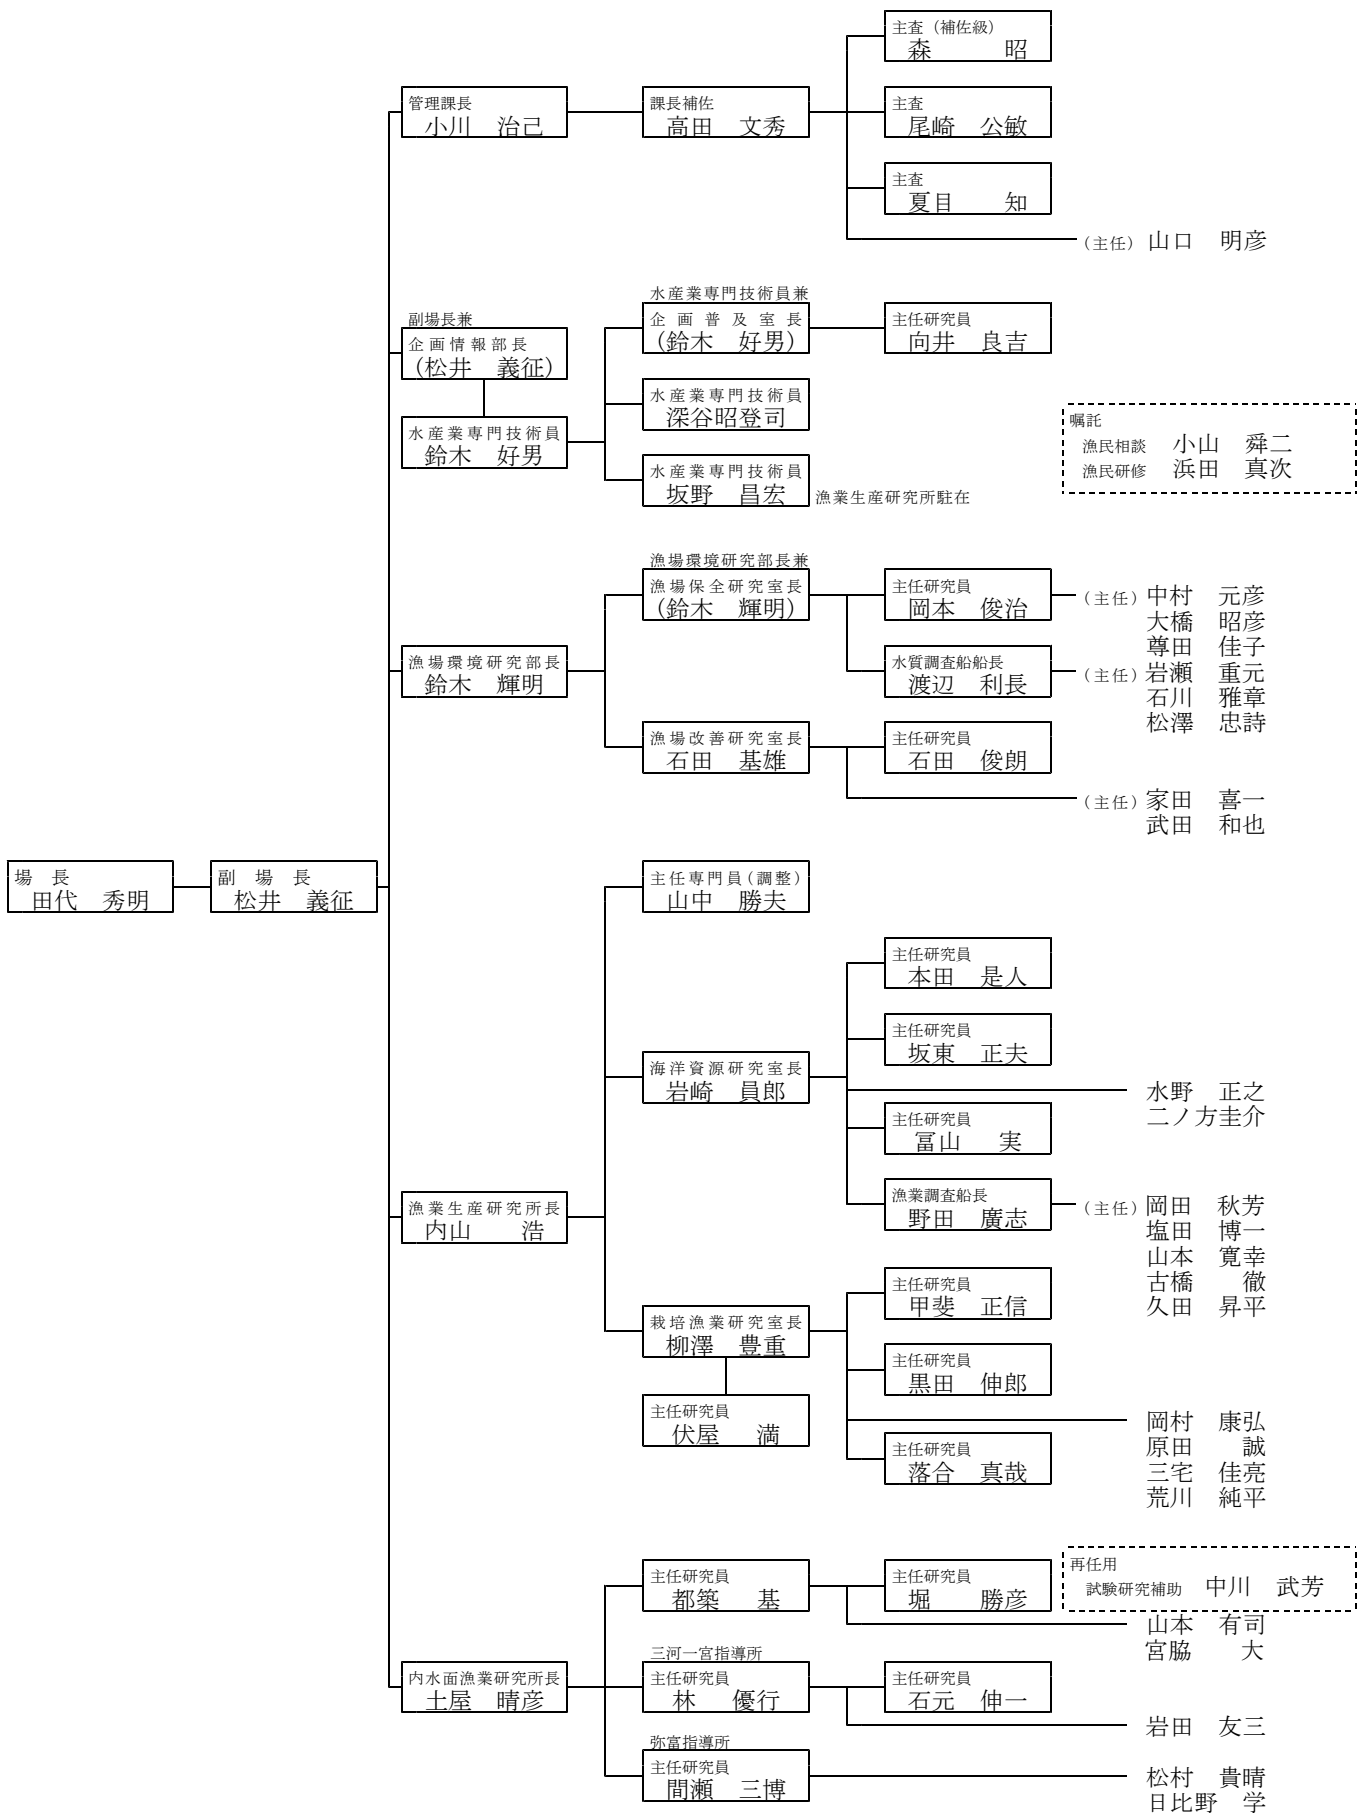 主査（補佐級）
森　　　昭
管理課長
小川　治己
課長補佐
高田　文秀
主査
尾崎　公敏
主査
夏目　　知
（主任）山口　明彦
副場長兼
企画情報部長
（松井　義征）
水産業専門技術員
鈴木　好男
水産業専門技術員兼
企画普及室長
（鈴木　好男）
主任研究員
向井　良吉
水産業専門技術員
深谷昭登司
水産業専門技術員
坂野　昌宏
漁業生産研究所駐在
嘱託
漁民相談　小山　舜二
漁民研修　浜田　真次
漁場環境研究部長
鈴木　輝明
漁場環境研究部長兼
漁場保全研究室長
（鈴木　輝明）
主任研究員
岡本　俊治
（主任）中村　元彦
大橋　昭彦
尊田　佳子
水質調査船船長
渡辺　利長
（主任）岩瀬　重元
石川　雅章
松澤　忠詩
漁場改善研究室長
石田　基雄
主任研究員
石田　俊朗
（主任）家田　喜一
武田　和也
場　長
田代　秀明
副　場　長
松井　義征
漁業生産研究所長
内山　　浩
主任専門員（調整）
山中　勝夫
海洋資源研究室長
岩崎　員郎
主任研究員
本田　是人
主任研究員
坂東　正夫
水野　正之
二ノ方圭介
主任研究員
冨山　　実
漁業調査船長
野田　廣志
（主任）岡田　秋芳
塩田　博一
山本　寛幸
古橋　　徹
久田　昇平
栽培漁業研究室長
柳澤　豊重
主任研究員
伏屋　　満
主任研究員
甲斐　正信
主任研究員
黒田　伸郎
岡村　康弘
原田　　誠
三宅　佳亮
荒川　純平
主任研究員
落合　真哉
内水面漁業研究所長
土屋　晴彦
主任研究員
都築　　基
主任研究員
堀　　勝彦
再任用
試験研究補助　中川　武芳
山本　有司
宮脇　　大
三河一宮指導所
主任研究員
林　　優行
主任研究員
石元　伸一
岩田　友三
弥富指導所
主任研究員
間瀬　三博
松村　貴晴
日比野　学